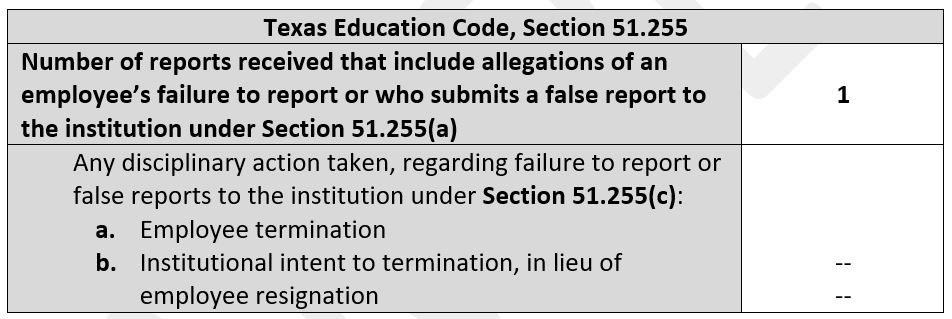 Texas Education Code, Section 51.255
Number of reports received that include allegations of an
employee’s failure to report or who submits a false report to
the institution under Section 51.255(a)
1
Any disciplinary action taken, regarding failure to report or
false reports to the institution under Section 51.255(c):
a. Employee termination
b. Institutional intent to termination, in lieu of
employee resignation
--
--